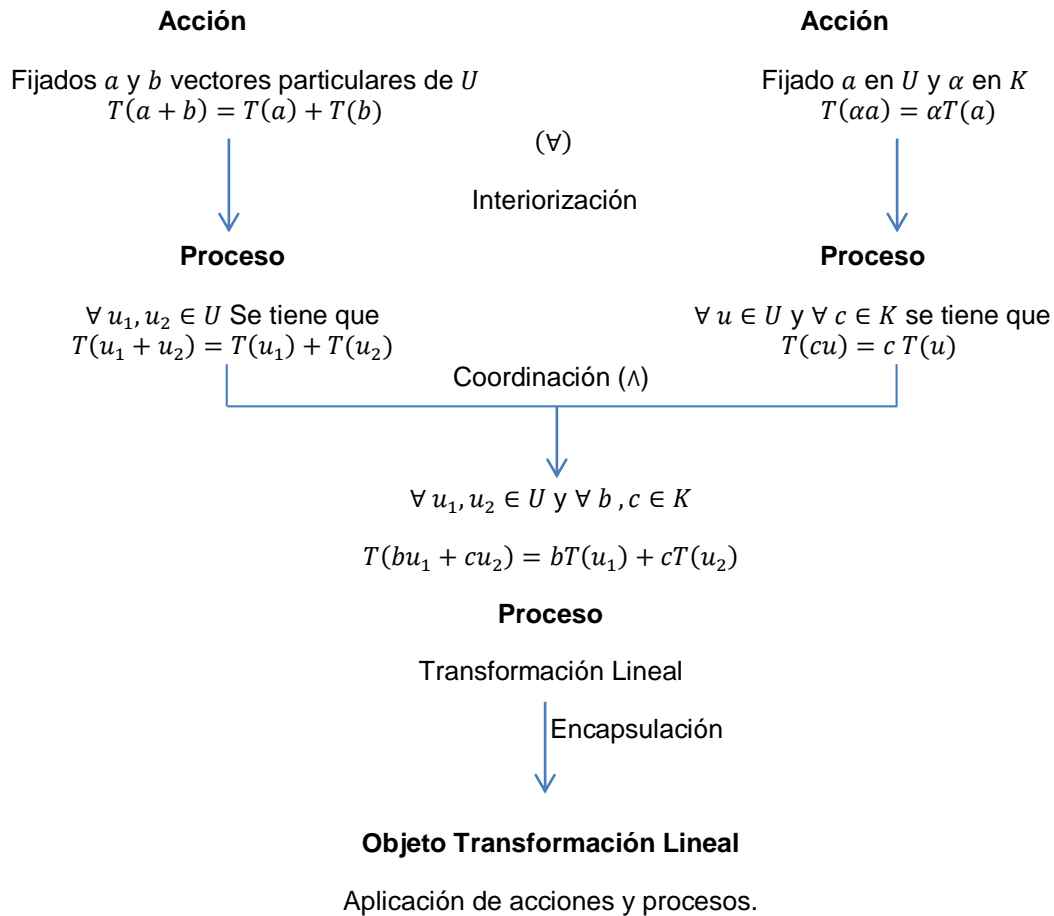 Acción
Acción
Fijados 𝑎 y 𝑏 vectores particulares de 𝑈
𝑇(𝑎 + 𝑏) = 𝑇(𝑎) + 𝑇(𝑏)
Fijado 𝑎 en 𝑈 y 𝛼 en 𝐾
𝑇(𝛼𝑎) = 𝛼𝑇(𝑎)
(∀)
Interiorización
Proceso
Proceso
∀ 𝑢₁, 𝑢₂ ∈ 𝑈 Se tiene que
𝑇(𝑢₁ + 𝑢₂) = 𝑇(𝑢₁) + 𝑇(𝑢₂)
∀ 𝑢 ∈ 𝑈 y ∀ 𝑐 ∈ 𝐾 se tiene que
𝑇(𝑐𝑢) = 𝑐 𝑇(𝑢)
Coordinación (∧)
∀ 𝑢₁, 𝑢₂ ∈ 𝑈 y ∀ 𝑏 , 𝑐 ∈ 𝐾
𝑇(𝑏𝑢₁ + 𝑐𝑢₂) = 𝑏𝑇(𝑢₁) + 𝑐𝑇(𝑢₂)
Proceso
Transformación Lineal
Encapsulación
Objeto Transformación Lineal
Aplicación de acciones y procesos.